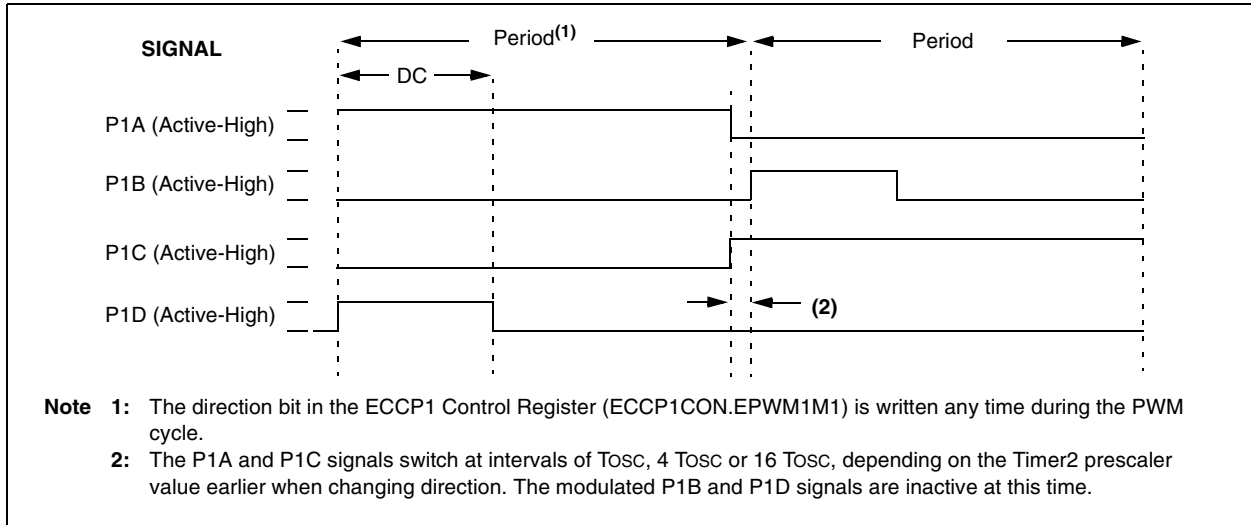 SIGNAL
Period(1)
Period
DC
P1A (Active-High)
P1B (Active-High)
P1C (Active-High)
P1D (Active-High)
(2)
Note 1: The direction bit in the ECCP1 Control Register (ECCP1CON.EPWM1M1) is written any time during the PWM
cycle.
2: The P1A and P1C signals switch at intervals of TOSC, 4 TOSC or 16 TOSC, depending on the Timer2 prescaler
value earlier when changing direction. The modulated P1B and P1D signals are inactive at this time.